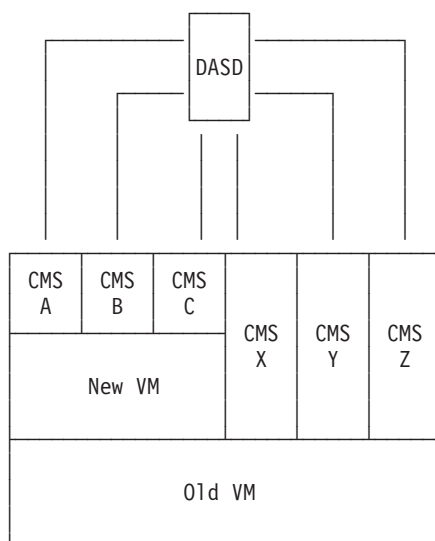 DASD
CMS CMS CMS
A B C
CMS CMS CMS
X Y Z
New VM
Old VM